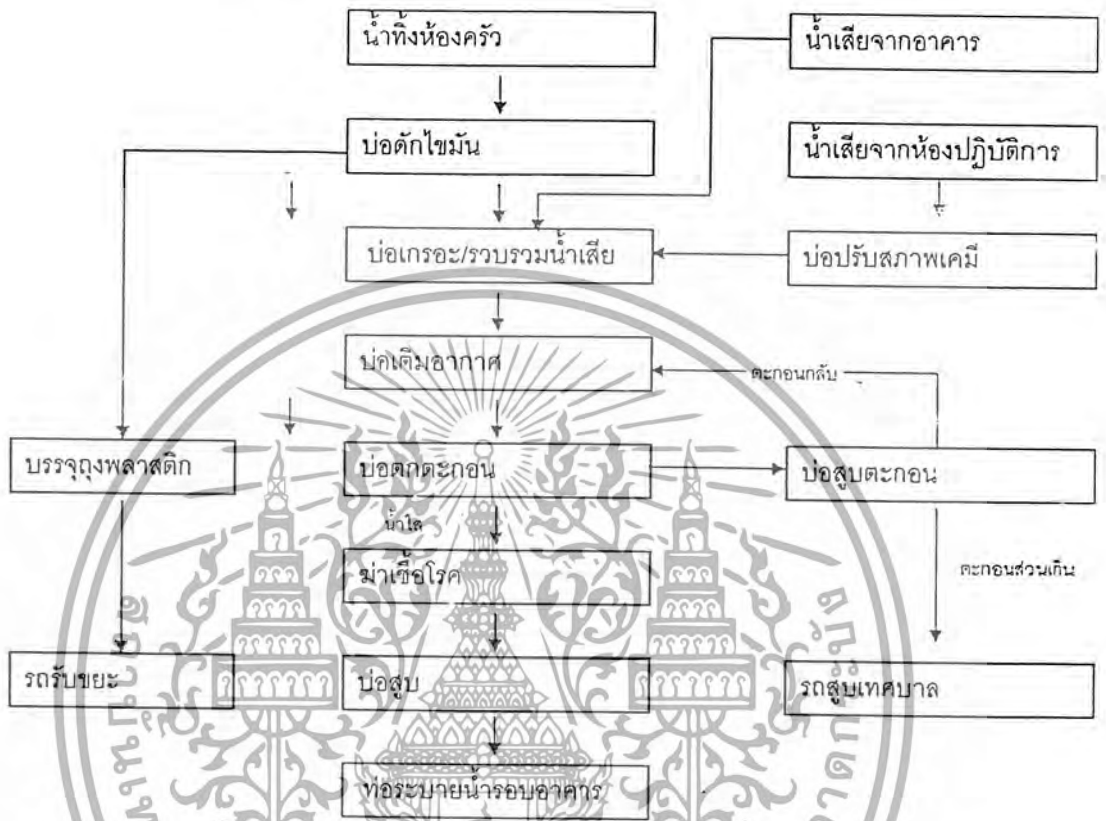 น้ำทิ้งห้องครัว
น้ำเสียจากอาคาร
บ่อดักไขมัน
น้ำเสียจากห้องปฏิบัติการ
บ่อเกรอะ/รวบรวมน้ำเสีย
บ่อปรับสภาพเคมี
บ่อเติมอากาศ
ตะกอนกลับ
บรรจุถุงพลาสติก
บ่อตกตะกอน
บ่อสูบตะกอน
น้ำใส
ฆ่าเชื้อโรค
ตะกอนส่วนเกิน
รถรับขยะ
บ่อสูบ
รถสูบเทศบาล
ท่อระบายน้ำรอบอาคาร